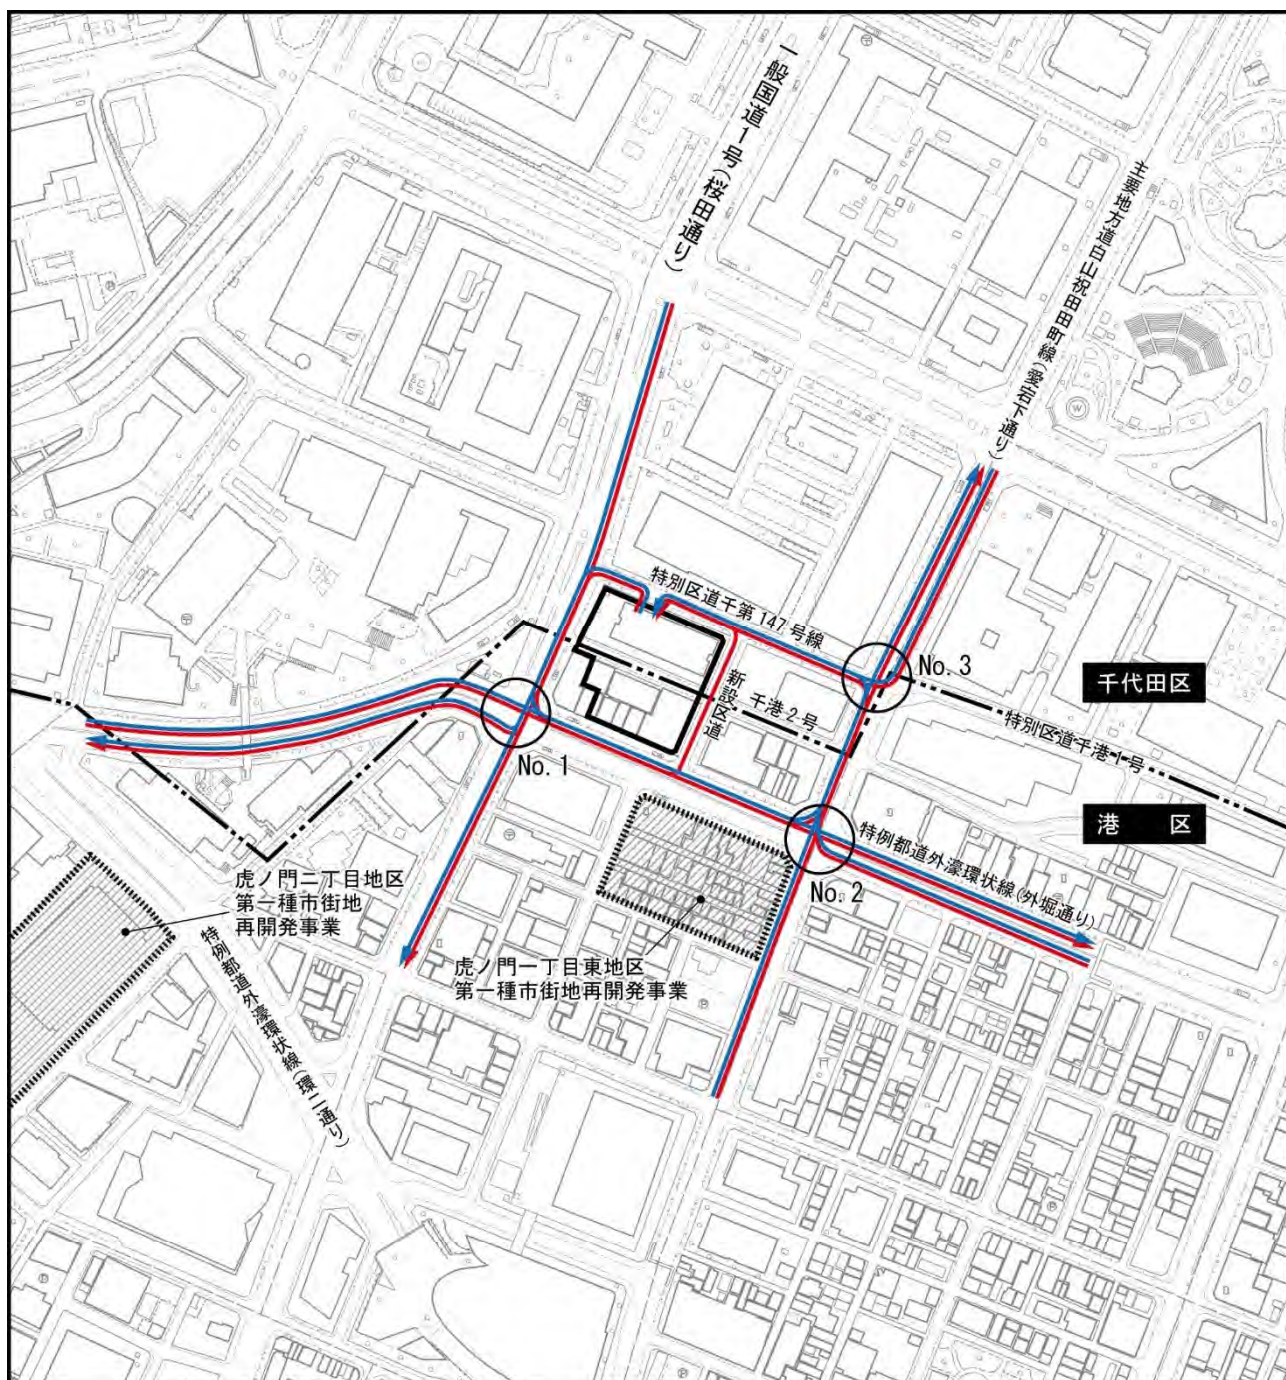 一般国道1号(桜田通り)
主要地方道白山祝田田町線(愛宕下通り)
特別区道千第147号線
No. 3
千代田区
新設区道
千港2号
特別区道千港1号
No. 1
港 区
特例都道外濠環状線(外堀通り)
No. 2
虎ノ門二丁目地区
第一種市街地
再開発事業
虎ノ門一丁目東地区
第一種市街地再開発事業
特例都道外濠環状線(環二通り)